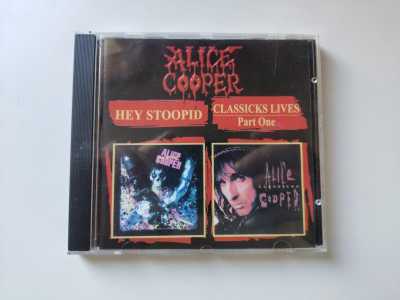 ALICE
COOPER
HEY STOOPID
CLASSICKS LIVES
Part One
ALICE
COOPER
Alice
Cooper